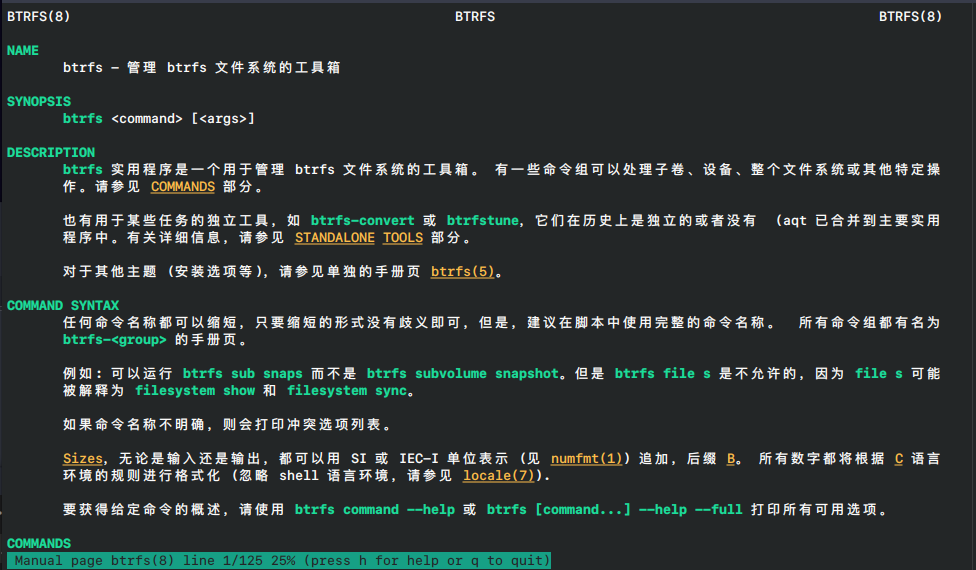 BTRFS(8) BTRFS BTRFS(8)
NAME
btrfs – 管理 btrfs 文件系统的工具箱
SYNOPSIS
btrfs <command> [<args>]
DESCRIPTION
btrfs 实用程序是一个用于管理 btrfs 文件系统的工具箱。 有一些命令组可以处理子卷、设备、整个文件系统或其他特定操
作。请参见 COMMANDS 部分。
也有用于某些任务的独立工具，如 btrfs-convert 或 btrfstune，它们在历史上是独立的或者没有 （aqt 已合并到主要实用
程序中。有关详细信息，请参见 STANDALONE TOOLS 部分。
对于其他主题 (安装选项等)，请参见单独的手册页 btrfs(5)。
COMMAND SYNTAX
任何命令名称都可以缩短，只要缩短的形式没有歧义即可，但是，建议在脚本中使用完整的命令名称。 所有命令组都有名为
btrfs-<group> 的手册页。
例如：可以运行 btrfs sub snaps 而不是 btrfs subvolume snapshot。但是 btrfs file s 是不允许的，因为 file s 可能
被解释为 filesystem show 和 filesystem sync。
如果命令名称不明确，则会打印冲突选项列表。
Sizes，无论是输入还是输出，都可以用 SI 或 IEC-I 单位表示 (见 numfmt(1)) 追加，后缀 B。 所有数字都将根据 C 语言
环境的规则进行格式化 (忽略 shell 语言环境，请参见 locale(7)).
要获得给定命令的概述，请使用 btrfs command --help 或 btrfs [command...] --help --full 打印所有可用选项。
COMMANDS
Manual page btrfs(8) line 1/125 25% (press h for help or q to quit)